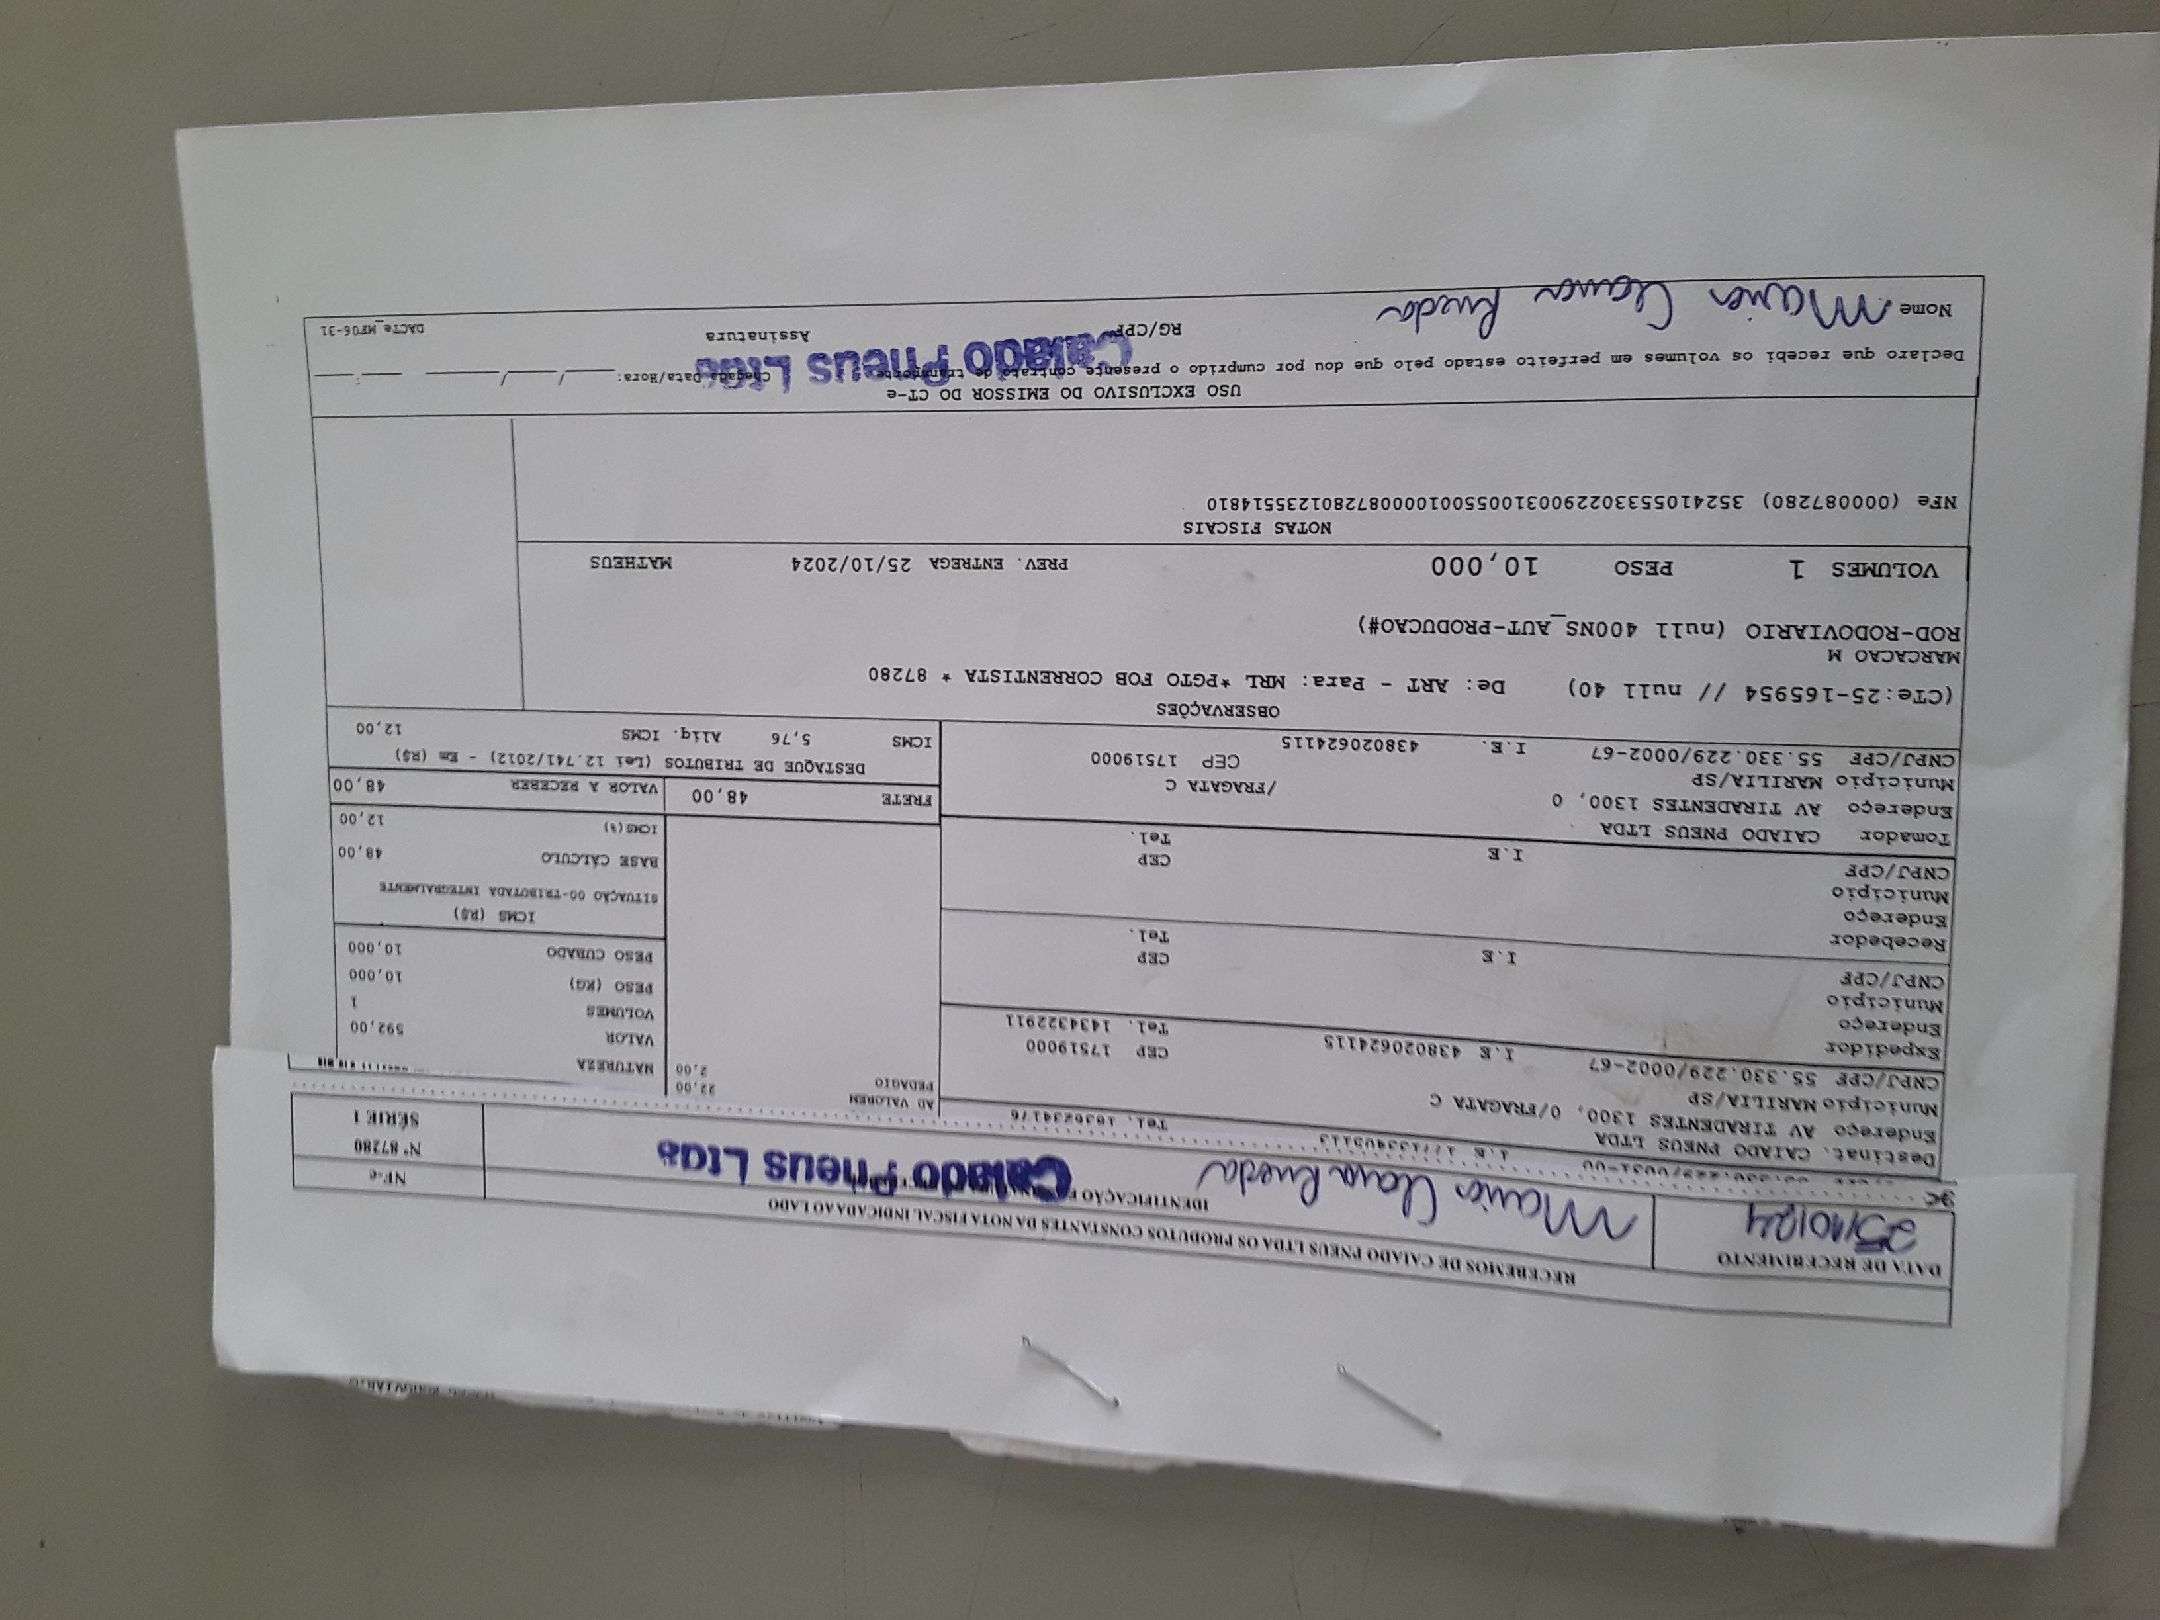 RECEBEMOS DE CAIADO PNEUS LTDA OS PRODUTOS CONSTANTES DA NOTA FISCAL INDICADA AO LADO
DATA DE RECEBIMENTO
25/10/24
IDENTIFICAÇÃO E
Maria Clara Rueda
Caiado Pneus Ltda
NF-e
Nº 87280
SÉRIE 1
I.E 177133405113
Tel. 1636234176
Destinat. CAIADO PNEUS LTDA
Endereço AV TIRADENTES 1300, 0/FRAGATA C
Município MARILIA/SP CEP 17519000
CNPJ/CPF 55.330.229/0002-67 I.E 438020624115 Tel. 1434322911
Expedidor
Endereço
Município CEP
CNPJ/CPF I.E Tel.
Recebedor
Endereço
Município CEP
CNPJ/CPF I.E Tel.
Tomador CAIADO PNEUS LTDA
Endereço AV TIRADENTES 1300, 0 /FRAGATA C
Município MARILIA/SP CEP 17519000
CNPJ/CPF 55.330.229/0002-67 I.E. 438020624115
AD VALOREM 22,00
PEDAGIO 2,00
NATUREZA
VALOR 592,00
VOLUMES 1
PESO (KG) 10,000
PESO CUBADO 10,000
ICMS (R$)
SITUAÇÃO 00-TRIBUTADA INTEGRALMENTE
BASE CÁLCULO 48,00
ICMS(%) 12,00
FRETE 48,00 VALOR A RECEBER 48,00
DESTAQUE DE TRIBUTOS (Lei 12.741/2012) - Em (R$)
ICMS 5,76 Aliq. ICMS 12,00
OBSERVAÇÕES
(CTe:25-165954 // null 40) De: ART - Para: MRL *PGTO FOB CORRENTISTA * 87280
MARCACAO M
ROD-RODOVIARIO (null 400NS_AUT-PRODUCAO#)
VOLUMES 1 PESO 10,000 PREV. ENTREGA 25/10/2024 MATHEUS
NOTAS FISCAIS
NFe (000087280) 35241055330229003100550010000872801235514810
USO EXCLUSIVO DO EMISSOR DO CT-e
Declaro que recebi os volumes em perfeito estado pelo que dou por cumprido o presente contrato de transporte Chegada Data/Hora: / / :
Caiado Pneus Ltda
Nome Maria Clara Rueda RG/CPF Assinatura DACTe_MF06-31